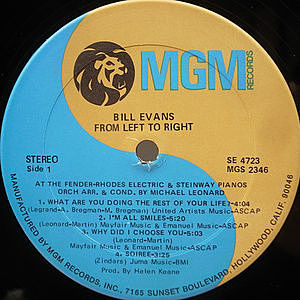 MGM
RECORDS
BILL EVANS
FROM LEFT TO RIGHT
STEREO
Side 1
SE 4723
MGS 2346
AT THE FENDER-RHODES ELECTRIC & STEINWAY PIANOS
ORCH ARR. & COND. BY MICHAEL LEONARD
1. WHAT ARE YOU DOING THE REST OF YOUR LIFE?-4:04
(Legrand-A. Bregman-M. Bregman) United Artists Music-ASCAP
2. I'M ALL SMILES-5:20
(Leonard-Martin) Mayfair Music & Emanuel Music-ASCAP
3. WHY DID I CHOOSE YOU-5:03
(Leonard-Martin)
Mayfair Music & Emanuel Music-ASCAP
4. SOIREE-3:25
(Zindars) Juma Music-BMI
Prod. by Helen Keane
MANUFACTURED BY MGM RECORDS, INC., 7165 SUNSET BOULEVARD, HOLLYWOOD, CALIF. 90046